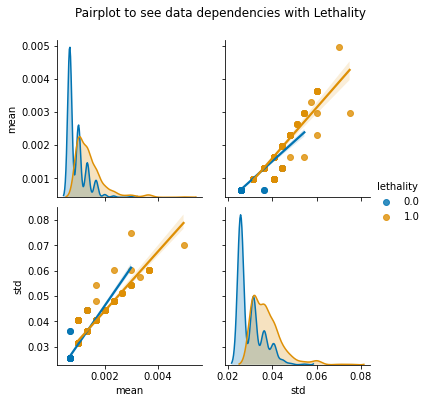 Pairplot to see data dependencies with Lethality
0.005
0.004
0.003
0.002
0.001
mean
lethality
0.0
1.0
0.08
0.07
0.06
0.05
0.04
0.03
std
0.002 0.004
mean
0.02 0.04 0.06 0.08
std